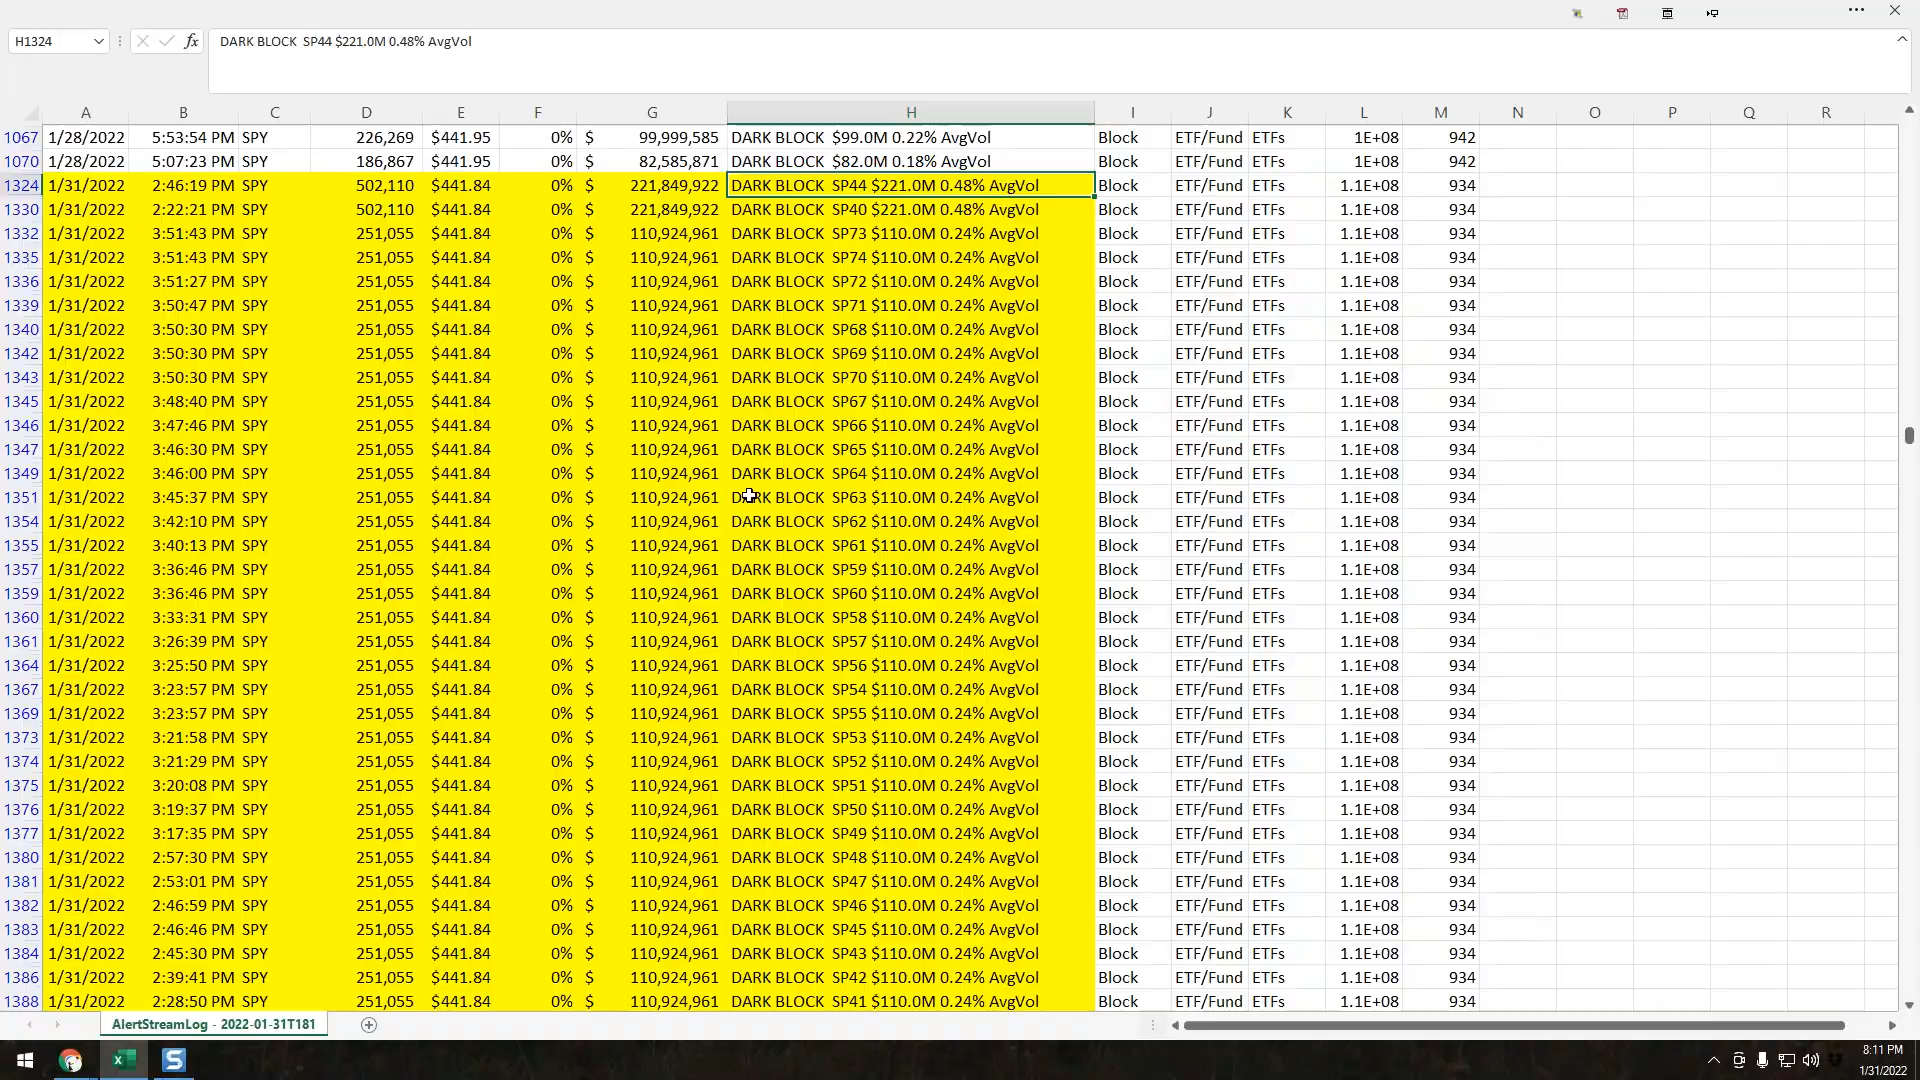 H1324
fx
DARK BLOCK  SP44 $221.0M 0.48% AvgVol
A B C D E F G H I J K L M N O P Q R
1067 1/28/2022 5:53:54 PM SPY 226,269 $441.95 0% $ 99,999,585 DARK BLOCK  $99.0M 0.22% AvgVol Block ETF/Fund ETFs 1E+08 942
1070 1/28/2022 5:07:23 PM SPY 186,867 $441.95 0% $ 82,585,871 DARK BLOCK  $82.0M 0.18% AvgVol Block ETF/Fund ETFs 1E+08 942
1324 1/31/2022 2:46:19 PM SPY 502,110 $441.84 0% $ 221,849,922 DARK BLOCK  SP44 $221.0M 0.48% AvgVol Block ETF/Fund ETFs 1.1E+08 934
1330 1/31/2022 2:22:21 PM SPY 502,110 $441.84 0% $ 221,849,922 DARK BLOCK  SP40 $221.0M 0.48% AvgVol Block ETF/Fund ETFs 1.1E+08 934
1332 1/31/2022 3:51:43 PM SPY 251,055 $441.84 0% $ 110,924,961 DARK BLOCK  SP73 $110.0M 0.24% AvgVol Block ETF/Fund ETFs 1.1E+08 934
1335 1/31/2022 3:51:43 PM SPY 251,055 $441.84 0% $ 110,924,961 DARK BLOCK  SP74 $110.0M 0.24% AvgVol Block ETF/Fund ETFs 1.1E+08 934
1336 1/31/2022 3:51:27 PM SPY 251,055 $441.84 0% $ 110,924,961 DARK BLOCK  SP72 $110.0M 0.24% AvgVol Block ETF/Fund ETFs 1.1E+08 934
1339 1/31/2022 3:50:47 PM SPY 251,055 $441.84 0% $ 110,924,961 DARK BLOCK  SP71 $110.0M 0.24% AvgVol Block ETF/Fund ETFs 1.1E+08 934
1340 1/31/2022 3:50:30 PM SPY 251,055 $441.84 0% $ 110,924,961 DARK BLOCK  SP68 $110.0M 0.24% AvgVol Block ETF/Fund ETFs 1.1E+08 934
1342 1/31/2022 3:50:30 PM SPY 251,055 $441.84 0% $ 110,924,961 DARK BLOCK  SP69 $110.0M 0.24% AvgVol Block ETF/Fund ETFs 1.1E+08 934
1343 1/31/2022 3:50:30 PM SPY 251,055 $441.84 0% $ 110,924,961 DARK BLOCK  SP70 $110.0M 0.24% AvgVol Block ETF/Fund ETFs 1.1E+08 934
1345 1/31/2022 3:48:40 PM SPY 251,055 $441.84 0% $ 110,924,961 DARK BLOCK  SP67 $110.0M 0.24% AvgVol Block ETF/Fund ETFs 1.1E+08 934
1346 1/31/2022 3:47:46 PM SPY 251,055 $441.84 0% $ 110,924,961 DARK BLOCK  SP66 $110.0M 0.24% AvgVol Block ETF/Fund ETFs 1.1E+08 934
1347 1/31/2022 3:46:30 PM SPY 251,055 $441.84 0% $ 110,924,961 DARK BLOCK  SP65 $110.0M 0.24% AvgVol Block ETF/Fund ETFs 1.1E+08 934
1349 1/31/2022 3:46:00 PM SPY 251,055 $441.84 0% $ 110,924,961 DARK BLOCK  SP64 $110.0M 0.24% AvgVol Block ETF/Fund ETFs 1.1E+08 934
1351 1/31/2022 3:45:37 PM SPY 251,055 $441.84 0% $ 110,924,961 DARK BLOCK  SP63 $110.0M 0.24% AvgVol Block ETF/Fund ETFs 1.1E+08 934
1354 1/31/2022 3:42:10 PM SPY 251,055 $441.84 0% $ 110,924,961 DARK BLOCK  SP62 $110.0M 0.24% AvgVol Block ETF/Fund ETFs 1.1E+08 934
1355 1/31/2022 3:40:13 PM SPY 251,055 $441.84 0% $ 110,924,961 DARK BLOCK  SP61 $110.0M 0.24% AvgVol Block ETF/Fund ETFs 1.1E+08 934
1357 1/31/2022 3:36:46 PM SPY 251,055 $441.84 0% $ 110,924,961 DARK BLOCK  SP59 $110.0M 0.24% AvgVol Block ETF/Fund ETFs 1.1E+08 934
1359 1/31/2022 3:36:46 PM SPY 251,055 $441.84 0% $ 110,924,961 DARK BLOCK  SP60 $110.0M 0.24% AvgVol Block ETF/Fund ETFs 1.1E+08 934
1360 1/31/2022 3:33:31 PM SPY 251,055 $441.84 0% $ 110,924,961 DARK BLOCK  SP58 $110.0M 0.24% AvgVol Block ETF/Fund ETFs 1.1E+08 934
1361 1/31/2022 3:26:39 PM SPY 251,055 $441.84 0% $ 110,924,961 DARK BLOCK  SP57 $110.0M 0.24% AvgVol Block ETF/Fund ETFs 1.1E+08 934
1364 1/31/2022 3:25:50 PM SPY 251,055 $441.84 0% $ 110,924,961 DARK BLOCK  SP56 $110.0M 0.24% AvgVol Block ETF/Fund ETFs 1.1E+08 934
1367 1/31/2022 3:23:57 PM SPY 251,055 $441.84 0% $ 110,924,961 DARK BLOCK  SP54 $110.0M 0.24% AvgVol Block ETF/Fund ETFs 1.1E+08 934
1369 1/31/2022 3:23:57 PM SPY 251,055 $441.84 0% $ 110,924,961 DARK BLOCK  SP55 $110.0M 0.24% AvgVol Block ETF/Fund ETFs 1.1E+08 934
1373 1/31/2022 3:21:58 PM SPY 251,055 $441.84 0% $ 110,924,961 DARK BLOCK  SP53 $110.0M 0.24% AvgVol Block ETF/Fund ETFs 1.1E+08 934
1374 1/31/2022 3:21:29 PM SPY 251,055 $441.84 0% $ 110,924,961 DARK BLOCK  SP52 $110.0M 0.24% AvgVol Block ETF/Fund ETFs 1.1E+08 934
1375 1/31/2022 3:20:08 PM SPY 251,055 $441.84 0% $ 110,924,961 DARK BLOCK  SP51 $110.0M 0.24% AvgVol Block ETF/Fund ETFs 1.1E+08 934
1376 1/31/2022 3:19:37 PM SPY 251,055 $441.84 0% $ 110,924,961 DARK BLOCK  SP50 $110.0M 0.24% AvgVol Block ETF/Fund ETFs 1.1E+08 934
1377 1/31/2022 3:17:35 PM SPY 251,055 $441.84 0% $ 110,924,961 DARK BLOCK  SP49 $110.0M 0.24% AvgVol Block ETF/Fund ETFs 1.1E+08 934
1380 1/31/2022 2:57:30 PM SPY 251,055 $441.84 0% $ 110,924,961 DARK BLOCK  SP48 $110.0M 0.24% AvgVol Block ETF/Fund ETFs 1.1E+08 934
1381 1/31/2022 2:53:01 PM SPY 251,055 $441.84 0% $ 110,924,961 DARK BLOCK  SP47 $110.0M 0.24% AvgVol Block ETF/Fund ETFs 1.1E+08 934
1382 1/31/2022 2:46:59 PM SPY 251,055 $441.84 0% $ 110,924,961 DARK BLOCK  SP46 $110.0M 0.24% AvgVol Block ETF/Fund ETFs 1.1E+08 934
1383 1/31/2022 2:46:46 PM SPY 251,055 $441.84 0% $ 110,924,961 DARK BLOCK  SP45 $110.0M 0.24% AvgVol Block ETF/Fund ETFs 1.1E+08 934
1384 1/31/2022 2:45:30 PM SPY 251,055 $441.84 0% $ 110,924,961 DARK BLOCK  SP43 $110.0M 0.24% AvgVol Block ETF/Fund ETFs 1.1E+08 934
1386 1/31/2022 2:39:41 PM SPY 251,055 $441.84 0% $ 110,924,961 DARK BLOCK  SP42 $110.0M 0.24% AvgVol Block ETF/Fund ETFs 1.1E+08 934
1388 1/31/2022 2:28:50 PM SPY 251,055 $441.84 0% $ 110,924,961 DARK BLOCK  SP41 $110.0M 0.24% AvgVol Block ETF/Fund ETFs 1.1E+08 934
AlertStreamLog - 2022-01-31T181
8:11 PM
1/31/2022